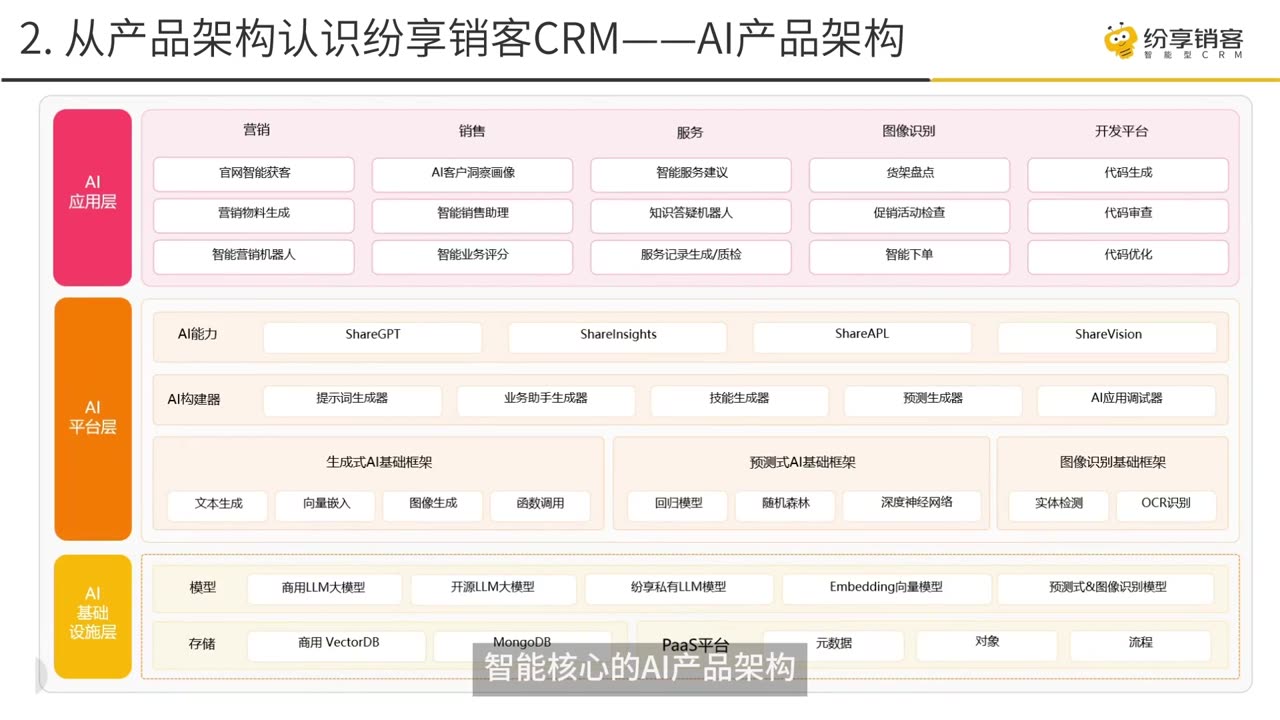 2. 从产品架构认识纷享销客CRM——AI产品架构
纷享销客
智能型CRM
AI
应用层
营销
销售
服务
图像识别
开发平台
官网智能获客
AI客户洞察画像
智能服务建议
货架盘点
代码生成
营销物料生成
智能销售助理
知识答疑机器人
促销活动检查
代码审查
智能营销机器人
智能业务评分
服务记录生成/质检
智能下单
代码优化
AI
平台层
AI能力
ShareGPT
ShareInsights
ShareAPL
ShareVision
AI构建器
提示词生成器
业务助手生成器
技能生成器
预测生成器
AI应用调试器
生成式AI基础框架
文本生成
向量嵌入
图像生成
函数调用
预测式AI基础框架
回归模型
随机森林
深度神经网络
图像识别基础框架
实体检测
OCR识别
AI
基础
设施层
模型
商用LLM大模型
开源LLM大模型
纷享私有LLM模型
Embedding向量模型
预测式&图像识别模型
存储
商用 VectorDB
MongoDB
PaaS平台
元数据
对象
流程
智能核心的AI产品架构